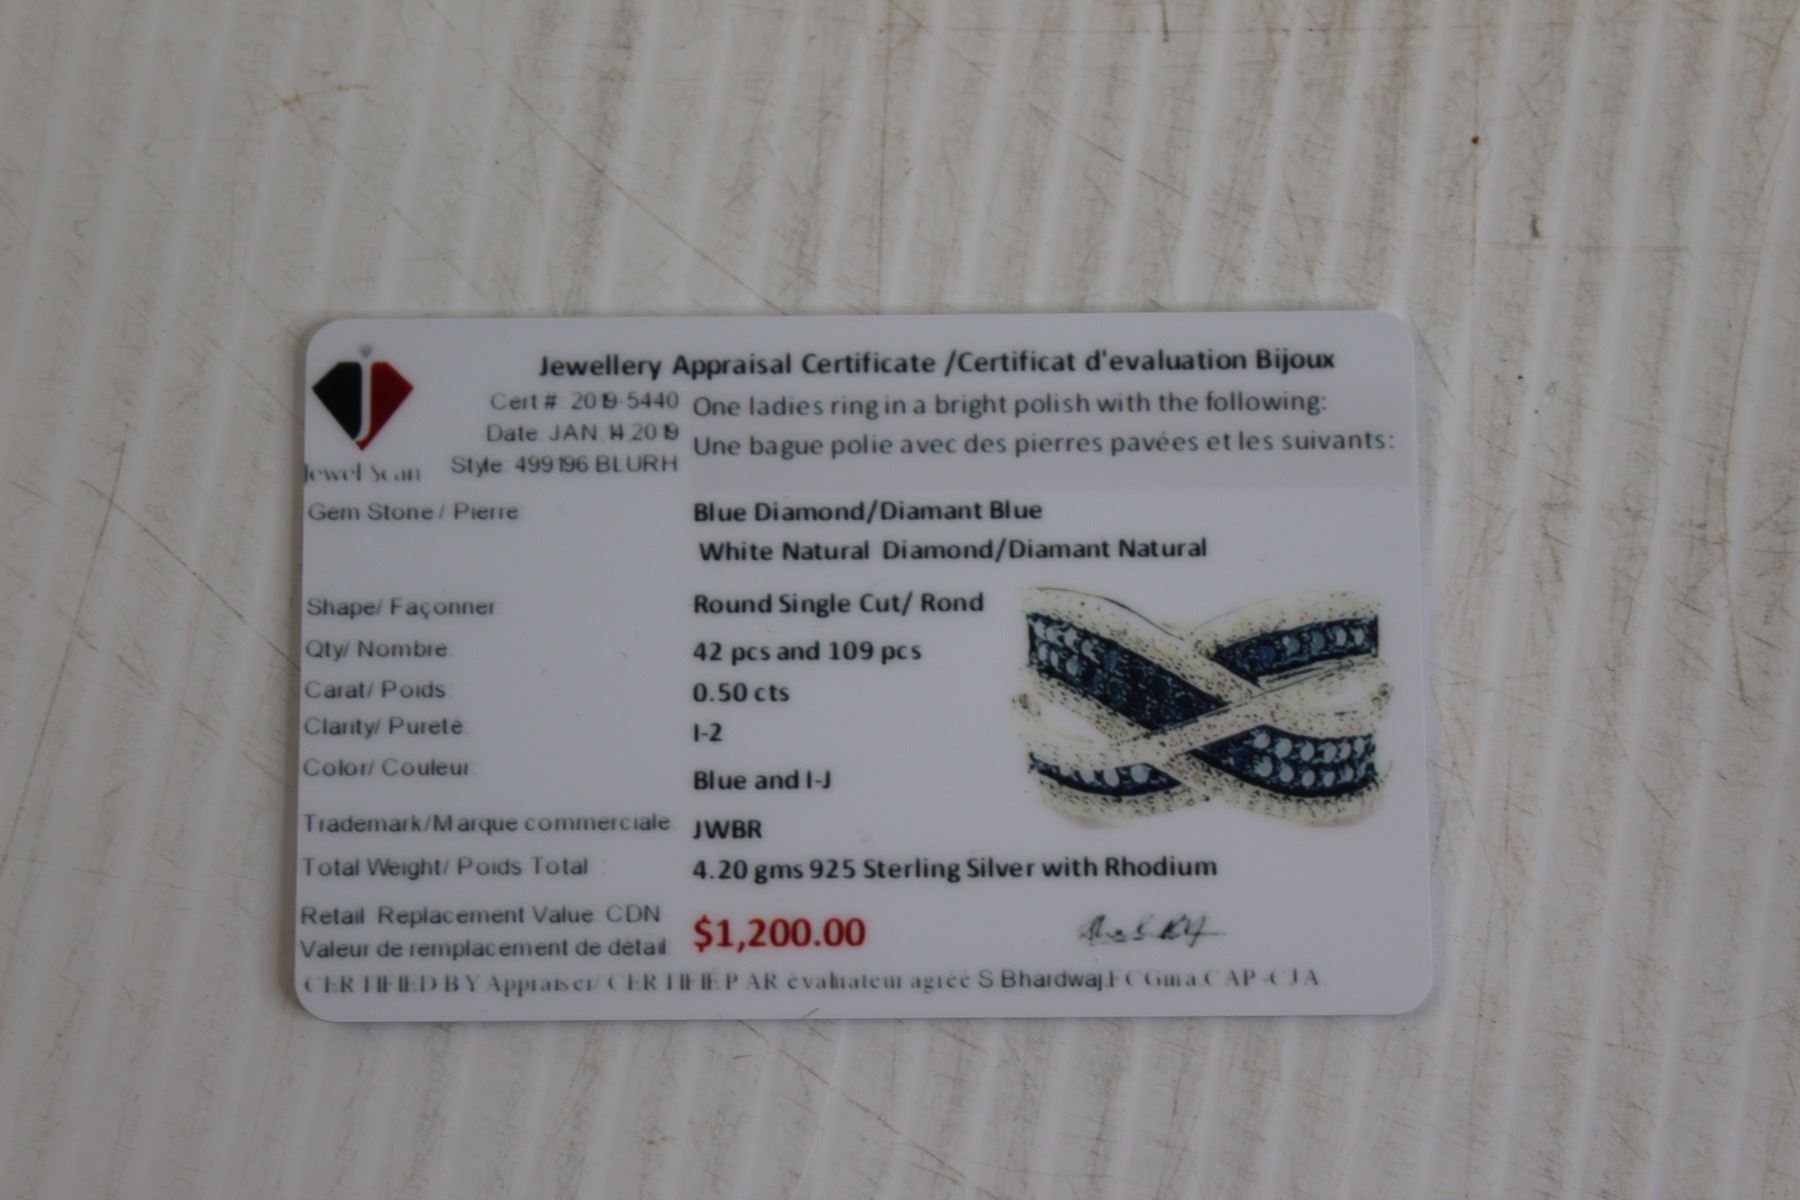 Jewellery Appraisal Certificate /Certificat d'evaluation Bijoux
Cert #: 2019-5440
Date: JAN,14,2019
Style: 499196 BLURH
Jewel Scan
One ladies ring in a bright polish with the following:
Une bague polie avec des pierres pavées et les suivants:
Gem Stone / Pierre: Blue Diamond/Diamant Blue
White Natural Diamond/Diamant Natural
Shape/ Façonner: Round Single Cut/ Rond
Qty/ Nombre: 42 pcs and 109 pcs
Carat/ Poids: 0.50 cts
Clarity/ Pureté: I-2
Color/ Couleur: Blue and I-J
Trademark/Marque commerciale: JWBR
Total Weight/ Poids Total : 4.20 gms 925 Sterling Silver with Rhodium
Retail Replacement Value: CDN
Valeur de remplacement de détail: $1,200.00
CERTIFIED BY Appraiser/ CERTIFIÉ PAR évaluateur agréé S Bhardwaj.FCGma.CAP-CJA